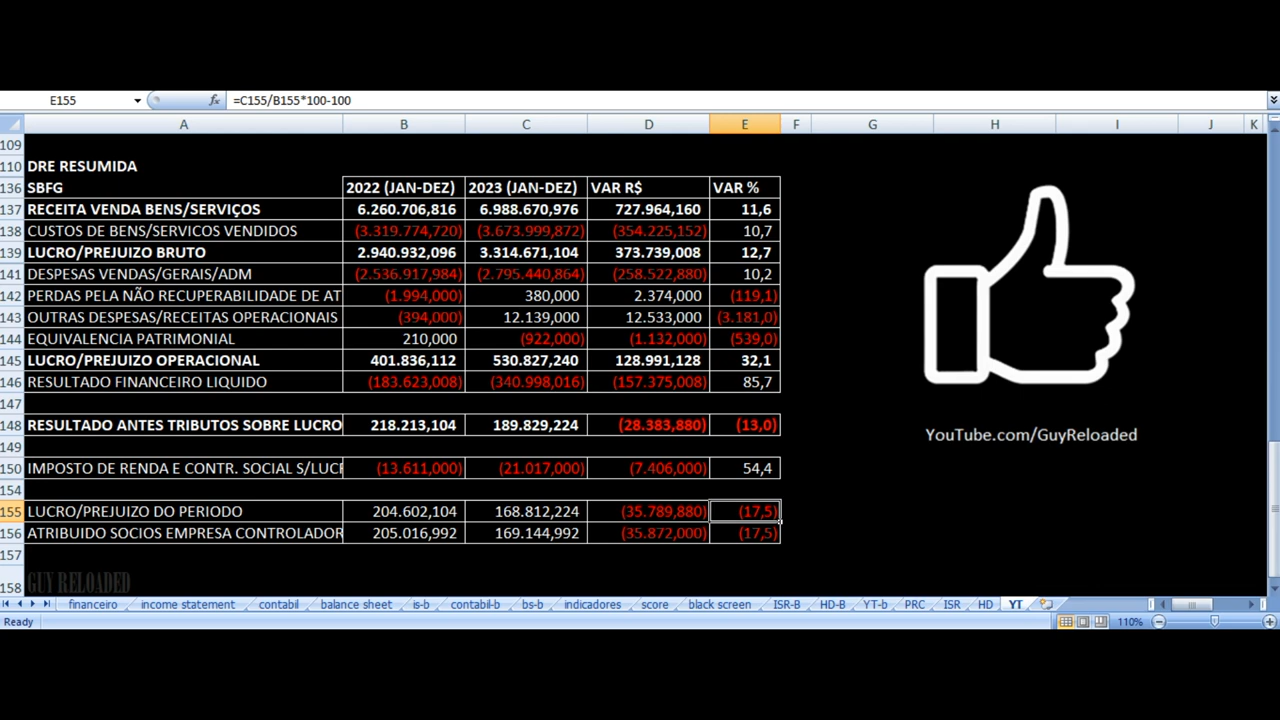 E155 fx =C155/B155*100-100
A B C D E F G H I J K
109
110 DRE RESUMIDA
136 SBFG 2022 (JAN-DEZ) 2023 (JAN-DEZ) VAR R$ VAR %
137 RECEITA VENDA BENS/SERVIÇOS 6.260.706,816 6.988.670,976 727.964,160 11,6
138 CUSTOS DE BENS/SERVICOS VENDIDOS (3.319.774,720) (3.673.999,872) (354.225,152) 10,7
139 LUCRO/PREJUIZO BRUTO 2.940.932,096 3.314.671,104 373.739,008 12,7
141 DESPESAS VENDAS/GERAIS/ADM (2.536.917,984) (2.795.440,864) (258.522,880) 10,2
142 PERDAS PELA NÃO RECUPERABILIDADE DE AT (1.994,000) 380,000 2.374,000 (119,1)
143 OUTRAS DESPESAS/RECEITAS OPERACIONAIS (394,000) 12.139,000 12.533,000 (3.181,0)
144 EQUIVALENCIA PATRIMONIAL 210,000 (922,000) (1.132,000) (539,0)
145 LUCRO/PREJUIZO OPERACIONAL 401.836,112 530.827,240 128.991,128 32,1
146 RESULTADO FINANCEIRO LIQUIDO (183.623,008) (340.998,016) (157.375,008) 85,7
147
148 RESULTADO ANTES TRIBUTOS SOBRE LUCRO 218.213,104 189.829,224 (28.383,880) (13,0)
YouTube.com/GuyReloaded
149
150 IMPOSTO DE RENDA E CONTR. SOCIAL S/LUCR (13.611,000) (21.017,000) (7.406,000) 54,4
154
155 LUCRO/PREJUIZO DO PERIODO 204.602,104 168.812,224 (35.789,880) (17,5)
156 ATRIBUIDO SOCIOS EMPRESA CONTROLADOR 205.016,992 169.144,992 (35.872,000) (17,5)
157
158 GUY RELOADED
financeiro income statement contabil balance sheet is-b contabil-b bs-b indicadores score black screen ISR-B HD-B YT-b PRC ISR HD YT
Ready 110%